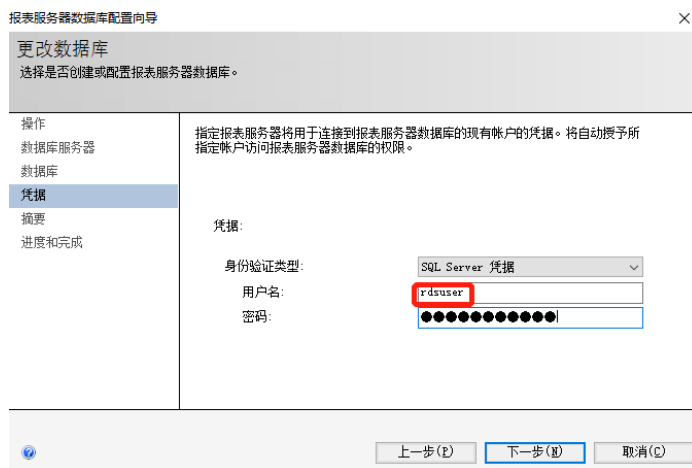 报表服务器数据库配置向导
更改数据库
选择是否创建或配置报表服务器数据库。
操作
数据库服务器
数据库
凭据
摘要
进度和完成
指定报表服务器将用于连接到报表服务器数据库的现有帐户的凭据。将自动授予所
指定帐户访问报表服务器数据库的权限。
凭据:
身份验证类型:
SQL Server 凭据
用户名:
rdsuser
密码:
●●●●●●●●●●●
上一步(P)
下一步(N)
取消(C)